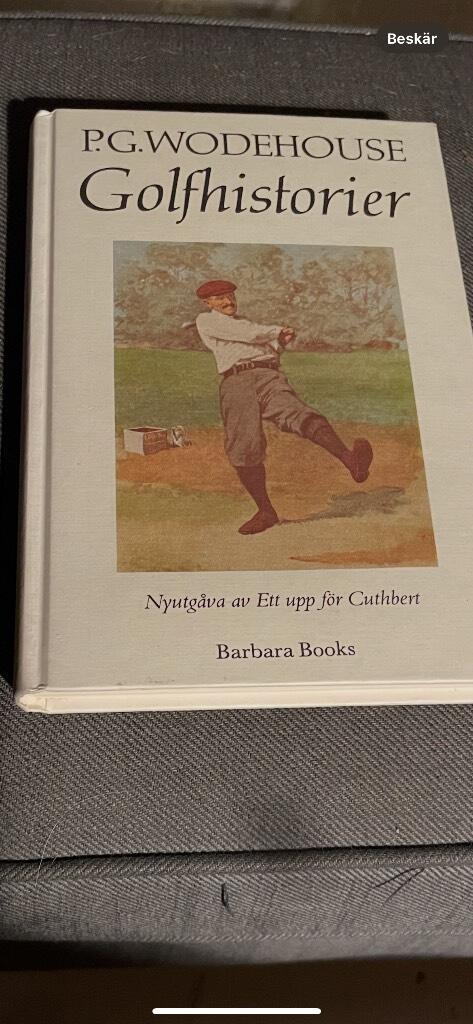 Beskär
P.G.WODEHOUSE
Golfhistorier
Nyutgåva av Ett upp för Cuthbert
Barbara Books